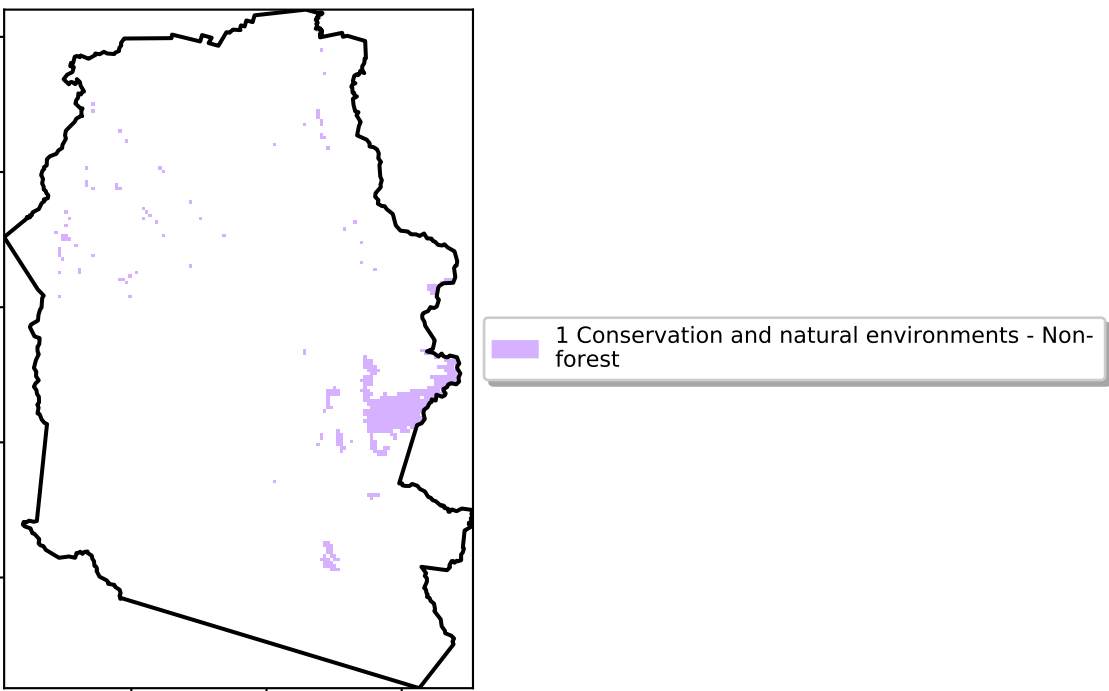 1 Conservation and natural environments - Non-
forest